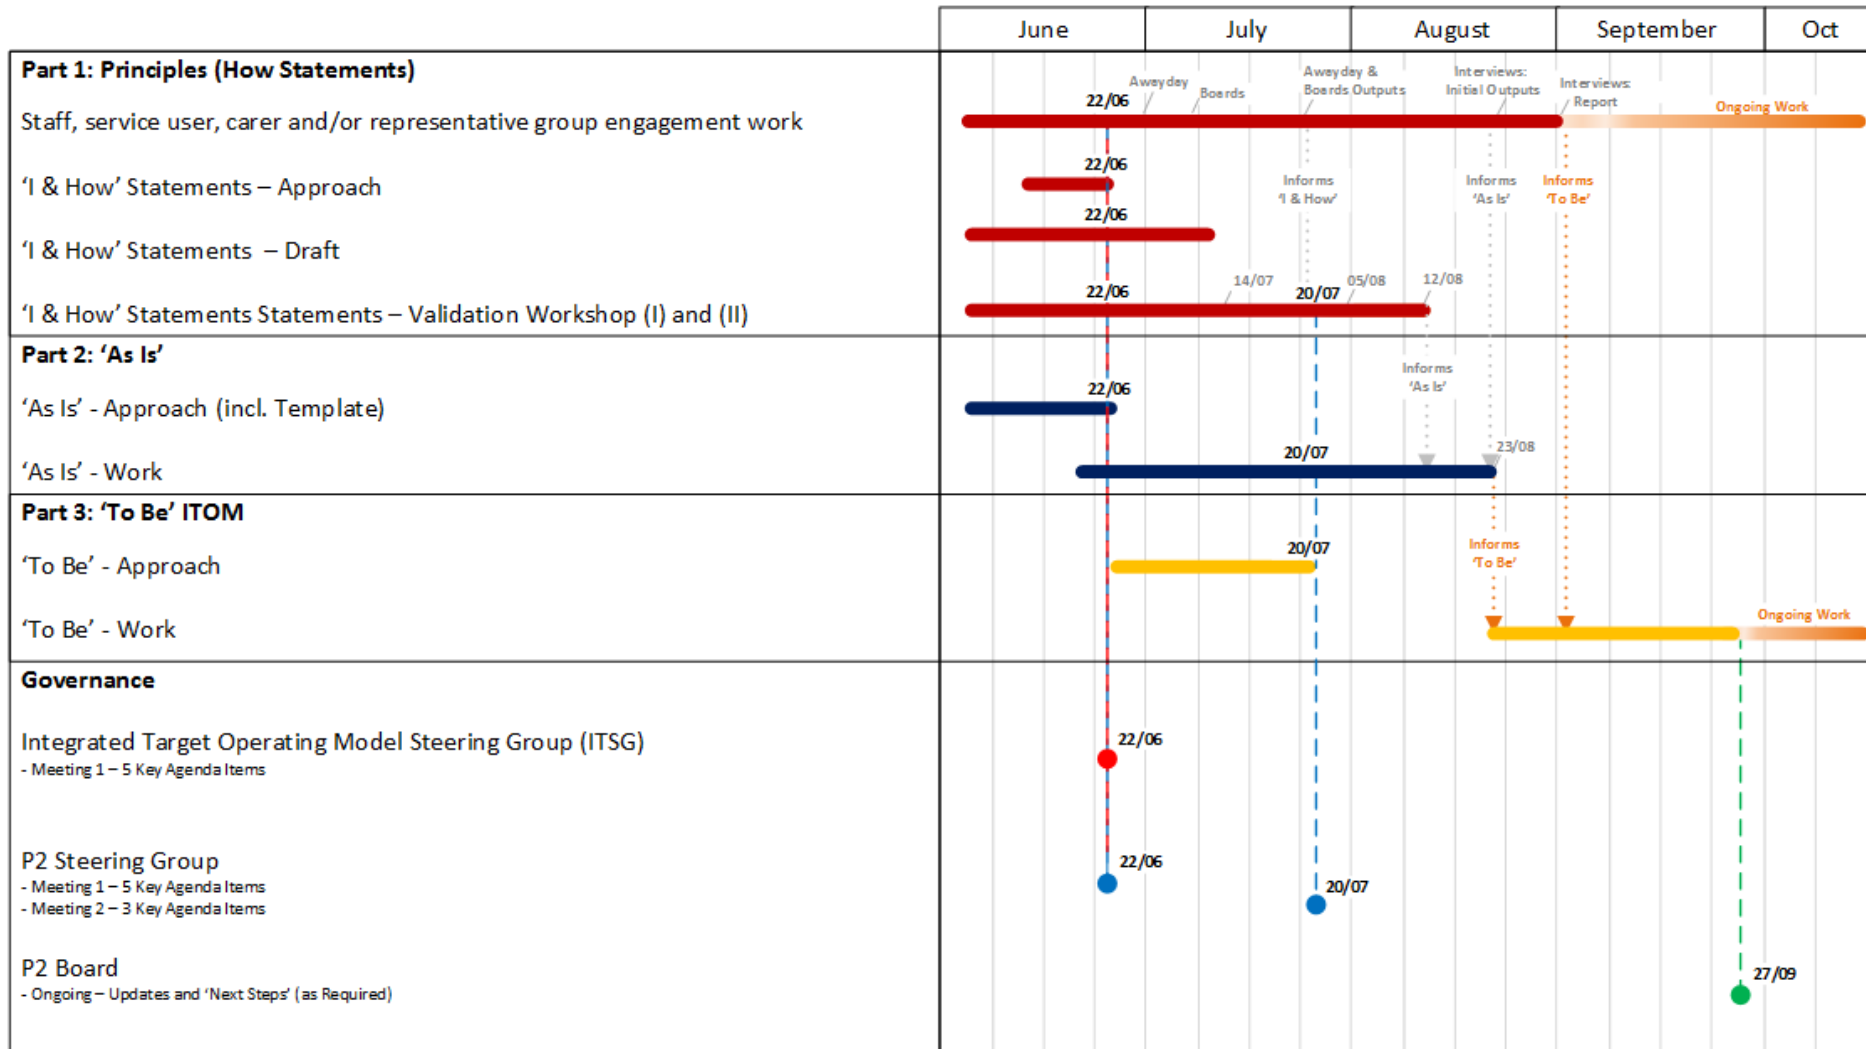 June July August September Oct
Part 1: Principles (How Statements)
Awayday
Boards
Awayday &
Boards Outputs
Interviews:
Initial Outputs
Interviews:
Report
22/06
Ongoing Work
Staff, service user, carer and/or representative group engagement work
22/06
‘I & How’ Statements – Approach
Informs
‘I & How’
Informs
‘As Is’
Informs
‘To Be’
22/06
‘I & How’ Statements – Draft
14/07
05/08
12/08
22/06
20/07
‘I & How’ Statements Statements – Validation Workshop (I) and (II)
Part 2: ‘As Is’
Informs
‘As Is’
22/06
‘As Is’ - Approach (incl. Template)
23/08
20/07
‘As Is’ - Work
Part 3: ‘To Be’ ITOM
20/07
Informs
‘To Be’
‘To Be’ - Approach
Ongoing Work
‘To Be’ - Work
Governance
Integrated Target Operating Model Steering Group (ITSG)
22/06
- Meeting 1 – 5 Key Agenda Items
P2 Steering Group
22/06
- Meeting 1 – 5 Key Agenda Items
20/07
- Meeting 2 – 3 Key Agenda Items
P2 Board
27/09
- Ongoing – Updates and ‘Next Steps’ (as Required)